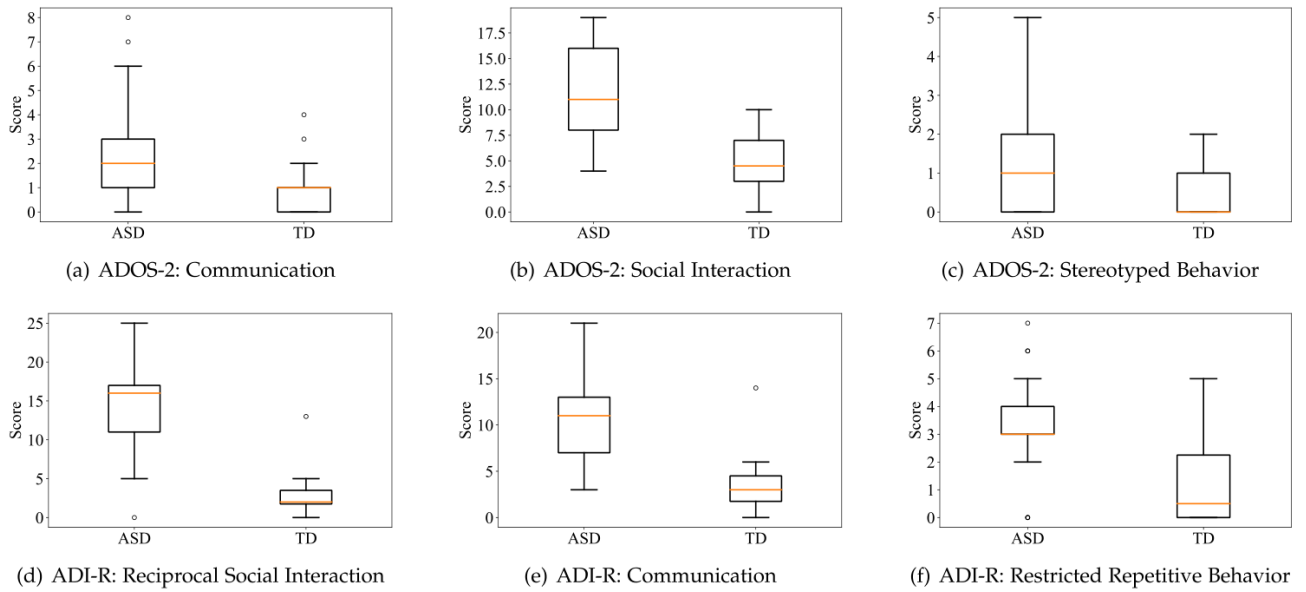 8
7
6
5
4
3
2
1
0
Score
ASD
TD
(a) ADOS-2: Communication
17.5
15.0
12.5
10.0
7.5
5.0
2.5
0.0
Score
ASD
TD
(b) ADOS-2: Social Interaction
5
4
3
2
1
0
Score
ASD
TD
(c) ADOS-2: Stereotyped Behavior
25
20
15
10
5
0
Score
ASD
TD
(d) ADI-R: Reciprocal Social Interaction
20
15
10
5
0
Score
ASD
TD
(e) ADI-R: Communication
7
6
5
4
3
2
1
0
Score
ASD
TD
(f) ADI-R: Restricted Repetitive Behavior